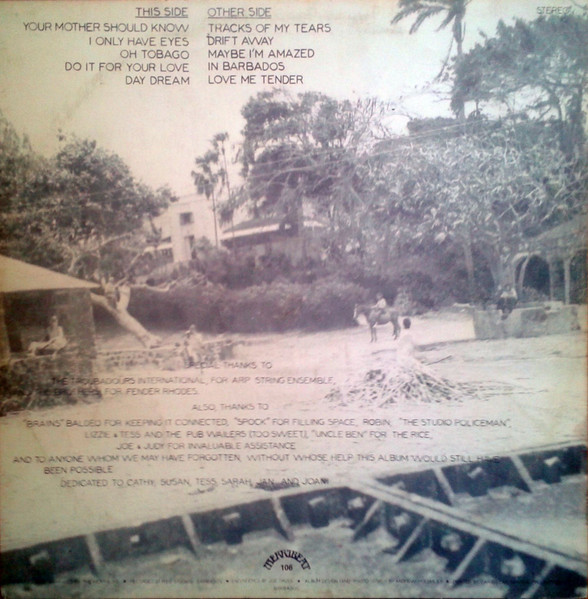 THIS SIDE
YOUR MOTHER SHOULD KNOW
I ONLY HAVE EYES
OH TOBAGO
DO IT FOR YOUR LOVE
DAY DREAM
OTHER SIDE
TRACKS OF MY TEARS
DRIFT AWAY
MAYBE I'M AMAZED
IN BARBADOS
LOVE ME TENDER
STEREO
SPECIAL THANKS TO
THE TROUBADOURS INTERNATIONAL, FOR ARP STRING ENSEMBLE,
FOR FENDER RHODES.
ALSO, THANKS TO
"BRAINS" BALDEO FOR KEEPING IT CONNECTED, "SPOCK" FOR FILLING SPACE, ROBIN, "THE STUDIO POLICEMAN",
LIZZIE & TESS AND THE PUB WAILERS (TOO SWEET), "UNCLE BEN" FOR THE RICE,
JOE & JUDY FOR INVALUABLE ASSISTANCE
AND TO ANYONE WHOM WE MAY HAVE FORGOTTEN, WITHOUT WHOSE HELP THIS ALBUM WOULD STILL HAVE
BEEN POSSIBLE
DEDICATED TO CATHY, SUSAN, TESS, SARAH, JAN, AND JOAN
MERRIBEAT
108